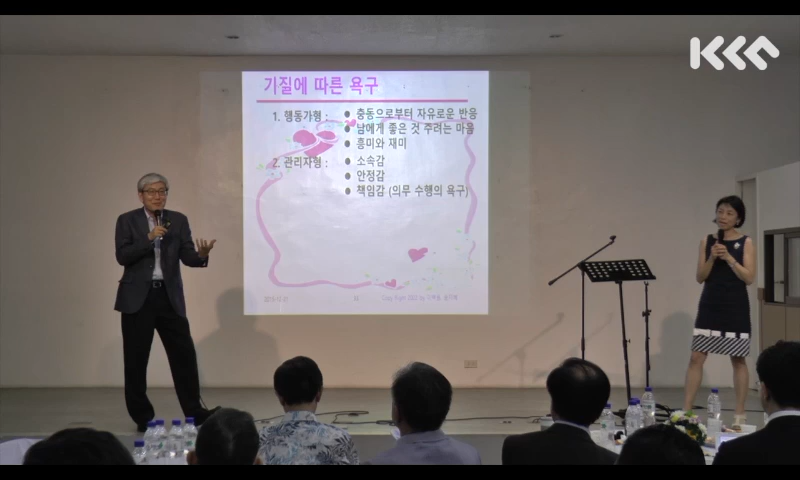 KCC
기질에 따른 욕구
1. 행동가형 : ● 충동으로부터 자유로운 반응
● 남에게 좋은 것 주려는 마음
● 흥미와 재미
2. 관리자형 : ● 소속감
● 안정감
● 책임감 (의무 수행의 욕구)